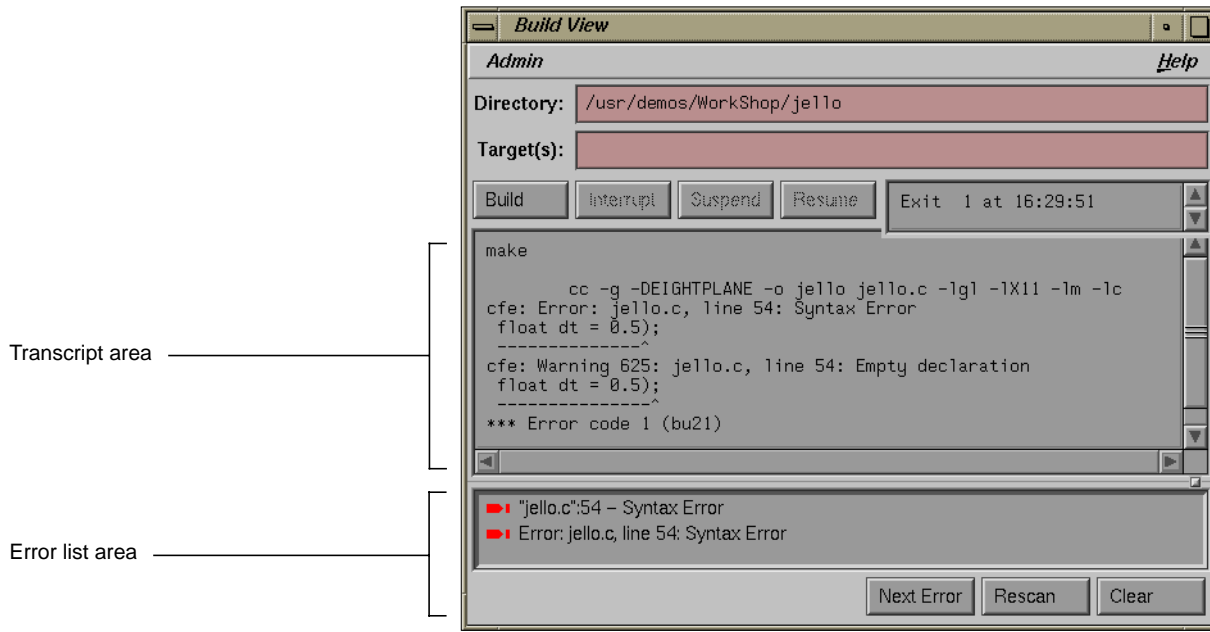 Build View
Admin Help
Directory: /usr/demos/WorkShop/jello
Target(s):
Build Interrupt Suspend Resume Exit 1 at 16:29:51
make
cc -g -DEIGHTPLANE -o jello jello.c -lgl -lX11 -lm -lc
cfe: Error: jello.c, line 54: Syntax Error
float dt = 0.5);
--------------^
cfe: Warning 625: jello.c, line 54: Empty declaration
float dt = 0.5);
---------------^
*** Error code 1 (bu21)
Transcript area
"jello.c":54 – Syntax Error
Error: jello.c, line 54: Syntax Error
Error list area
Next Error Rescan Clear